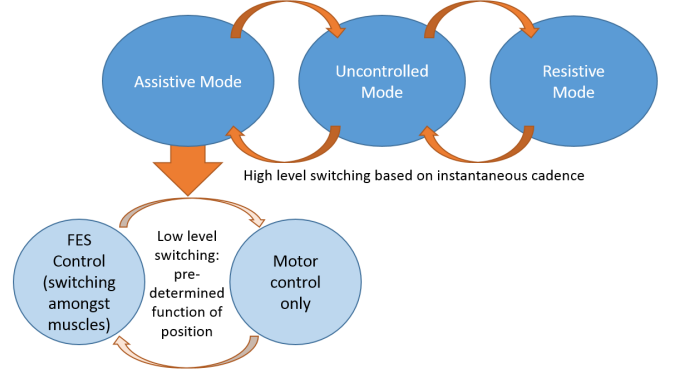 Assistive Mode
Uncontrolled
Mode
Resistive
Mode
High level switching based on instantaneous cadence
FES
Control
(switching
amongst
muscles)
Low level
switching:
pre-
determined
function of
position
Motor
control
only